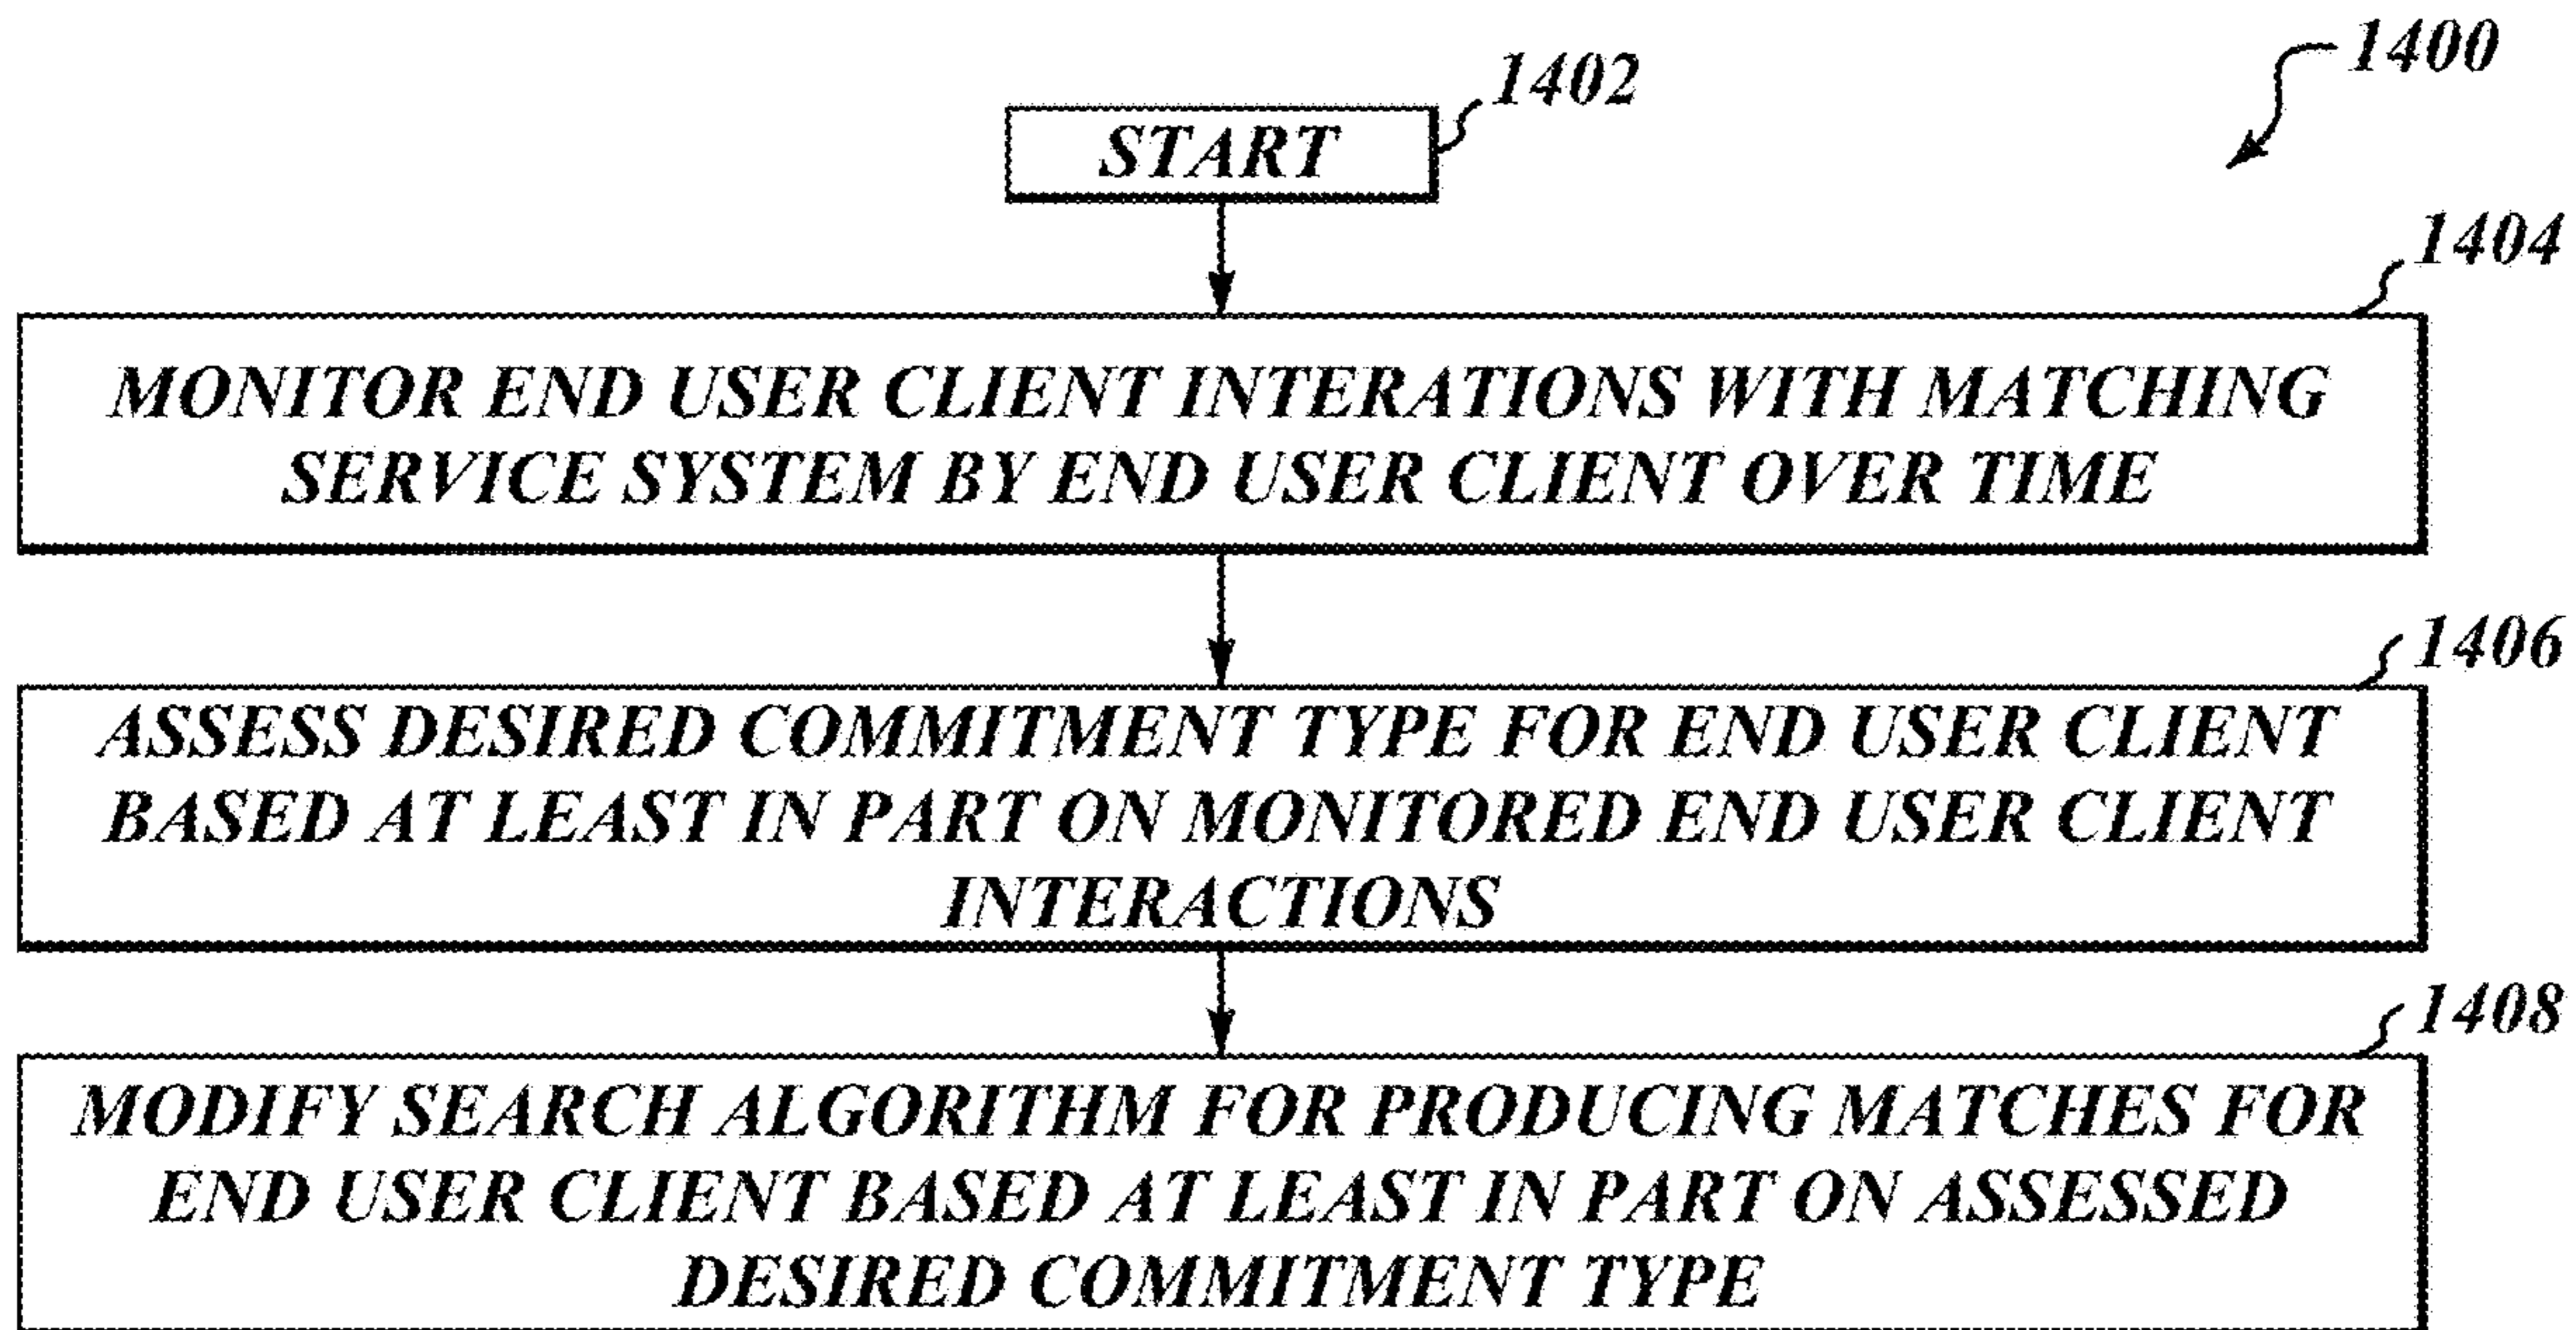 1400
1402
START
1404
MONITOR END USER CLIENT INTERATIONS WITH MATCHING
SERVICE SYSTEM BY END USER CLIENT OVER TIME
1406
ASSESS DESIRED COMMITMENT TYPE FOR END USER CLIENT
BASED AT LEAST IN PART ON MONITORED END USER CLIENT
INTERACTIONS
1408
MODIFY SEARCH ALGORITHM FOR PRODUCING MATCHES FOR
END USER CLIENT BASED AT LEAST IN PART ON ASSESSED
DESIRED COMMITMENT TYPE